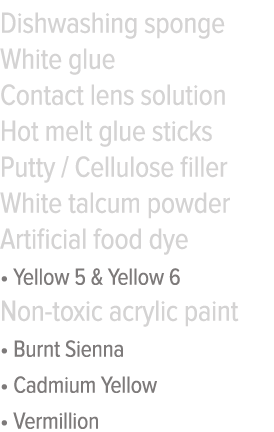 Dishwashing sponge
White glue
Contact lens solution
Hot melt glue sticks
Putty / Cellulose filler
White talcum powder
Artificial food dye
• Yellow 5 & Yellow 6
Non-toxic acrylic paint
• Burnt Sienna
• Cadmium Yellow
• Vermillion